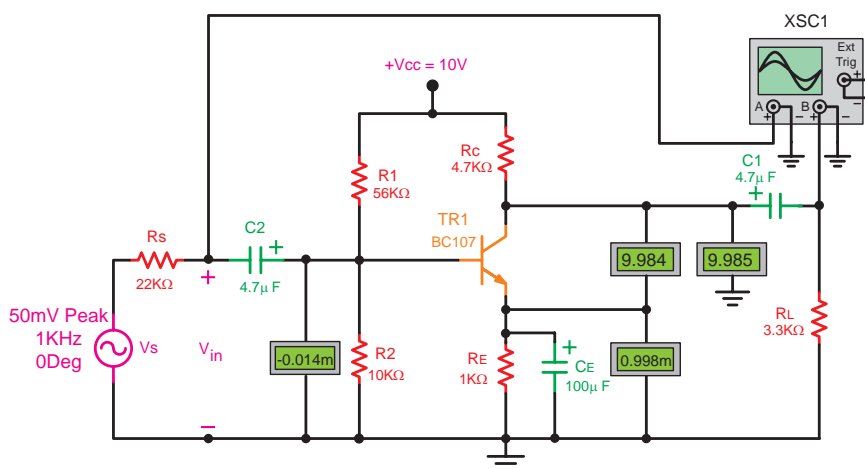 XSC1
Ext
Trig
+
−
A
B
+ − + −
+Vcc = 10V
Rc
4.7KΩ
R1
56KΩ
C1
4.7µ F
+
TR1
BC107
C2
+
4.7µ F
Rs
22KΩ
+
9.984
9.985
50mV Peak
1KHz
0Deg
Vs
Vin
-0.014m
R2
10KΩ
RE
1KΩ
+
CE
100µ F
0.998m
RL
3.3KΩ
−